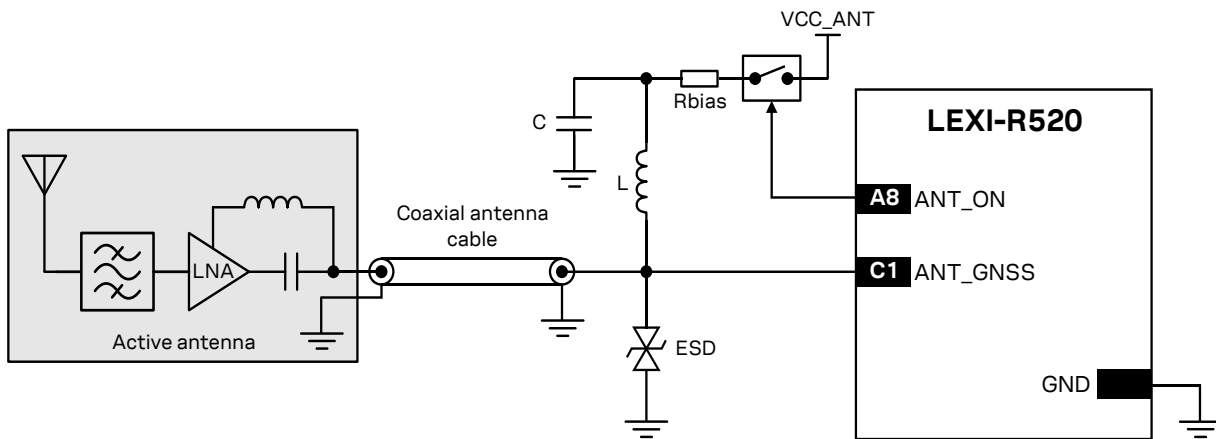 VCC_ANT
Rbias
C
LEXI-R520
L
A8 ANT_ON
Coaxial antenna
cable
LNA
C1 ANT_GNSS
Active antenna
ESD
GND